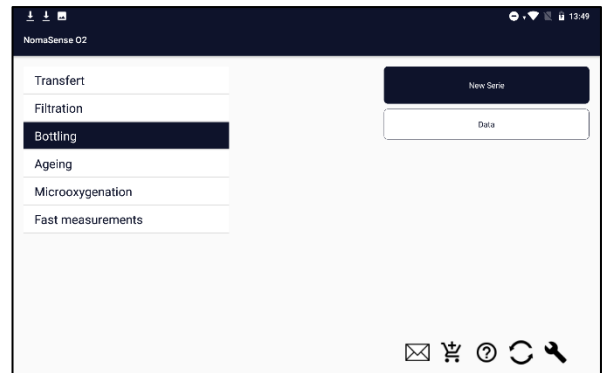 13:49
NomaSense O2
Transfert
Filtration
Bottling
Ageing
Microoxygenation
Fast measurements
New Serie
Data